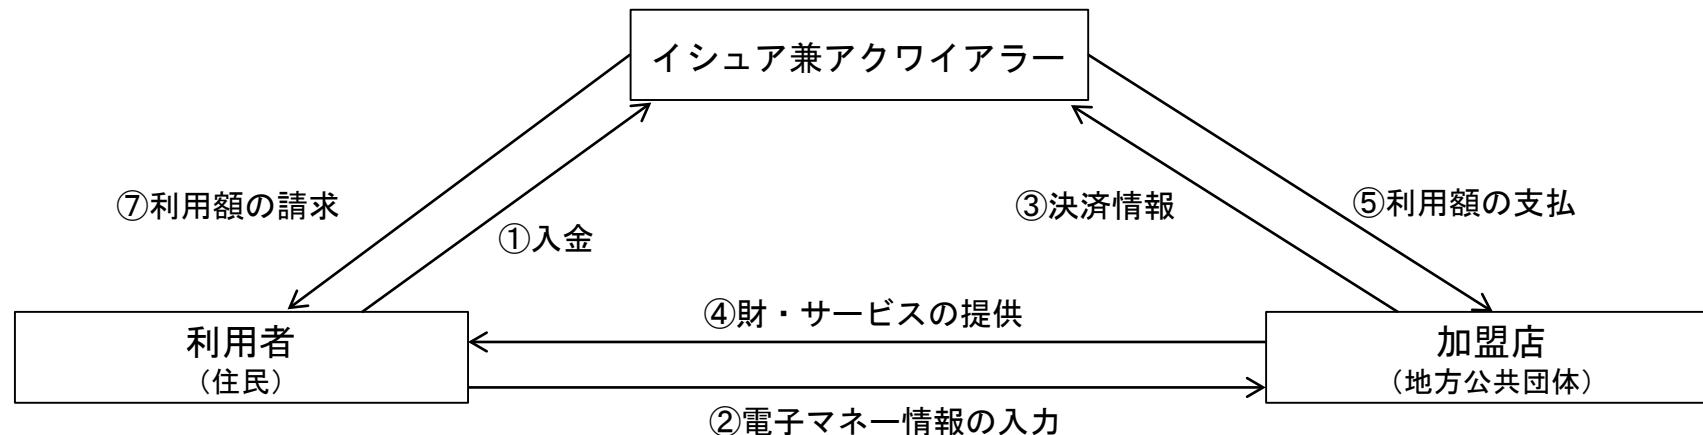 イシュア兼アクワイアラー
⑦利用額の請求
①入金
③決済情報
⑤利用額の支払
④財・サービスの提供
利用者
（住民）
加盟店
（地方公共団体）
②電子マネー情報の入力